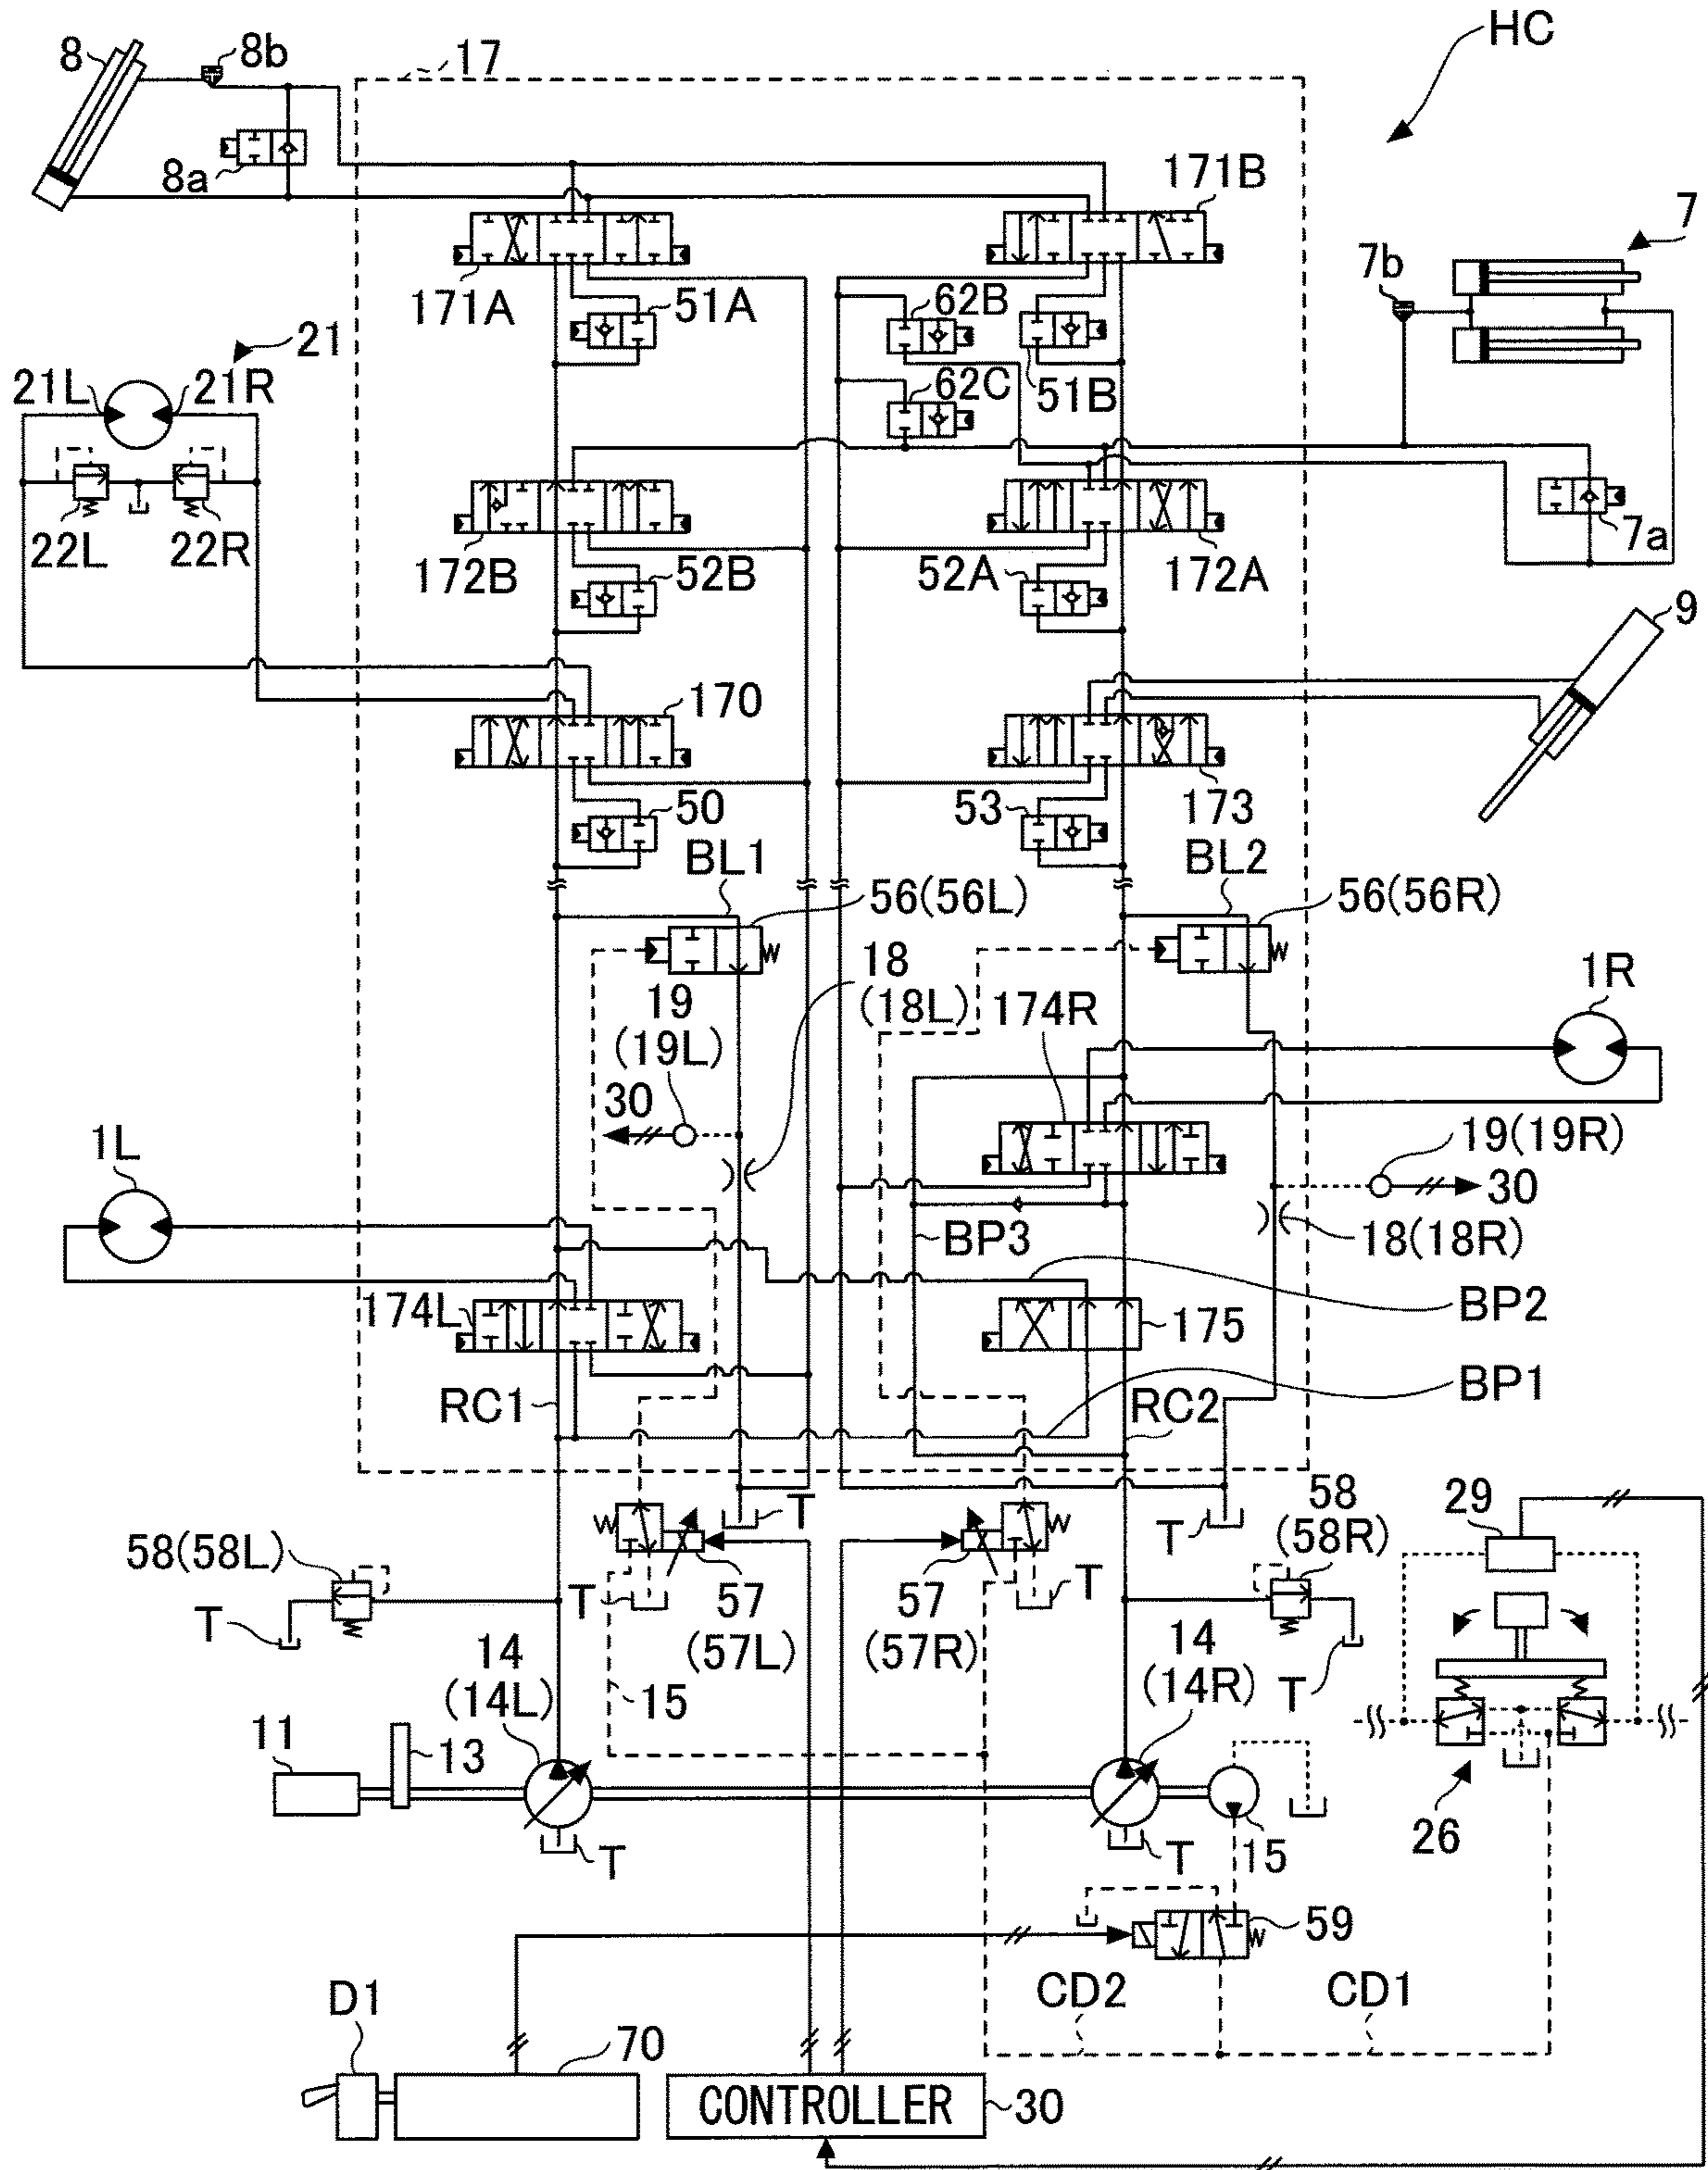 HC
8
8b
17
8a
171B
7
7b
171A
51A
62B
21
21L
21R
62C
51B
22L
22R
172B
52B
52A
172A
7a
9
170
50
53
173
BL1
BL2
56(56L)
56(56R)
18
(18L)
19
(19L)
174R
1R
30
1L
19(19R)
30
BP3
18(18R)
174L
175
BP2
RC1
RC2
BP1
T
T
29
58
(58R)
58(58L)
T
T
T
57
(57L)
57
(57R)
T
14
(14L)
15
14
(14R)
11
13
T
T
15
26
59
CD2
CD1
D1
70
CONTROLLER
30